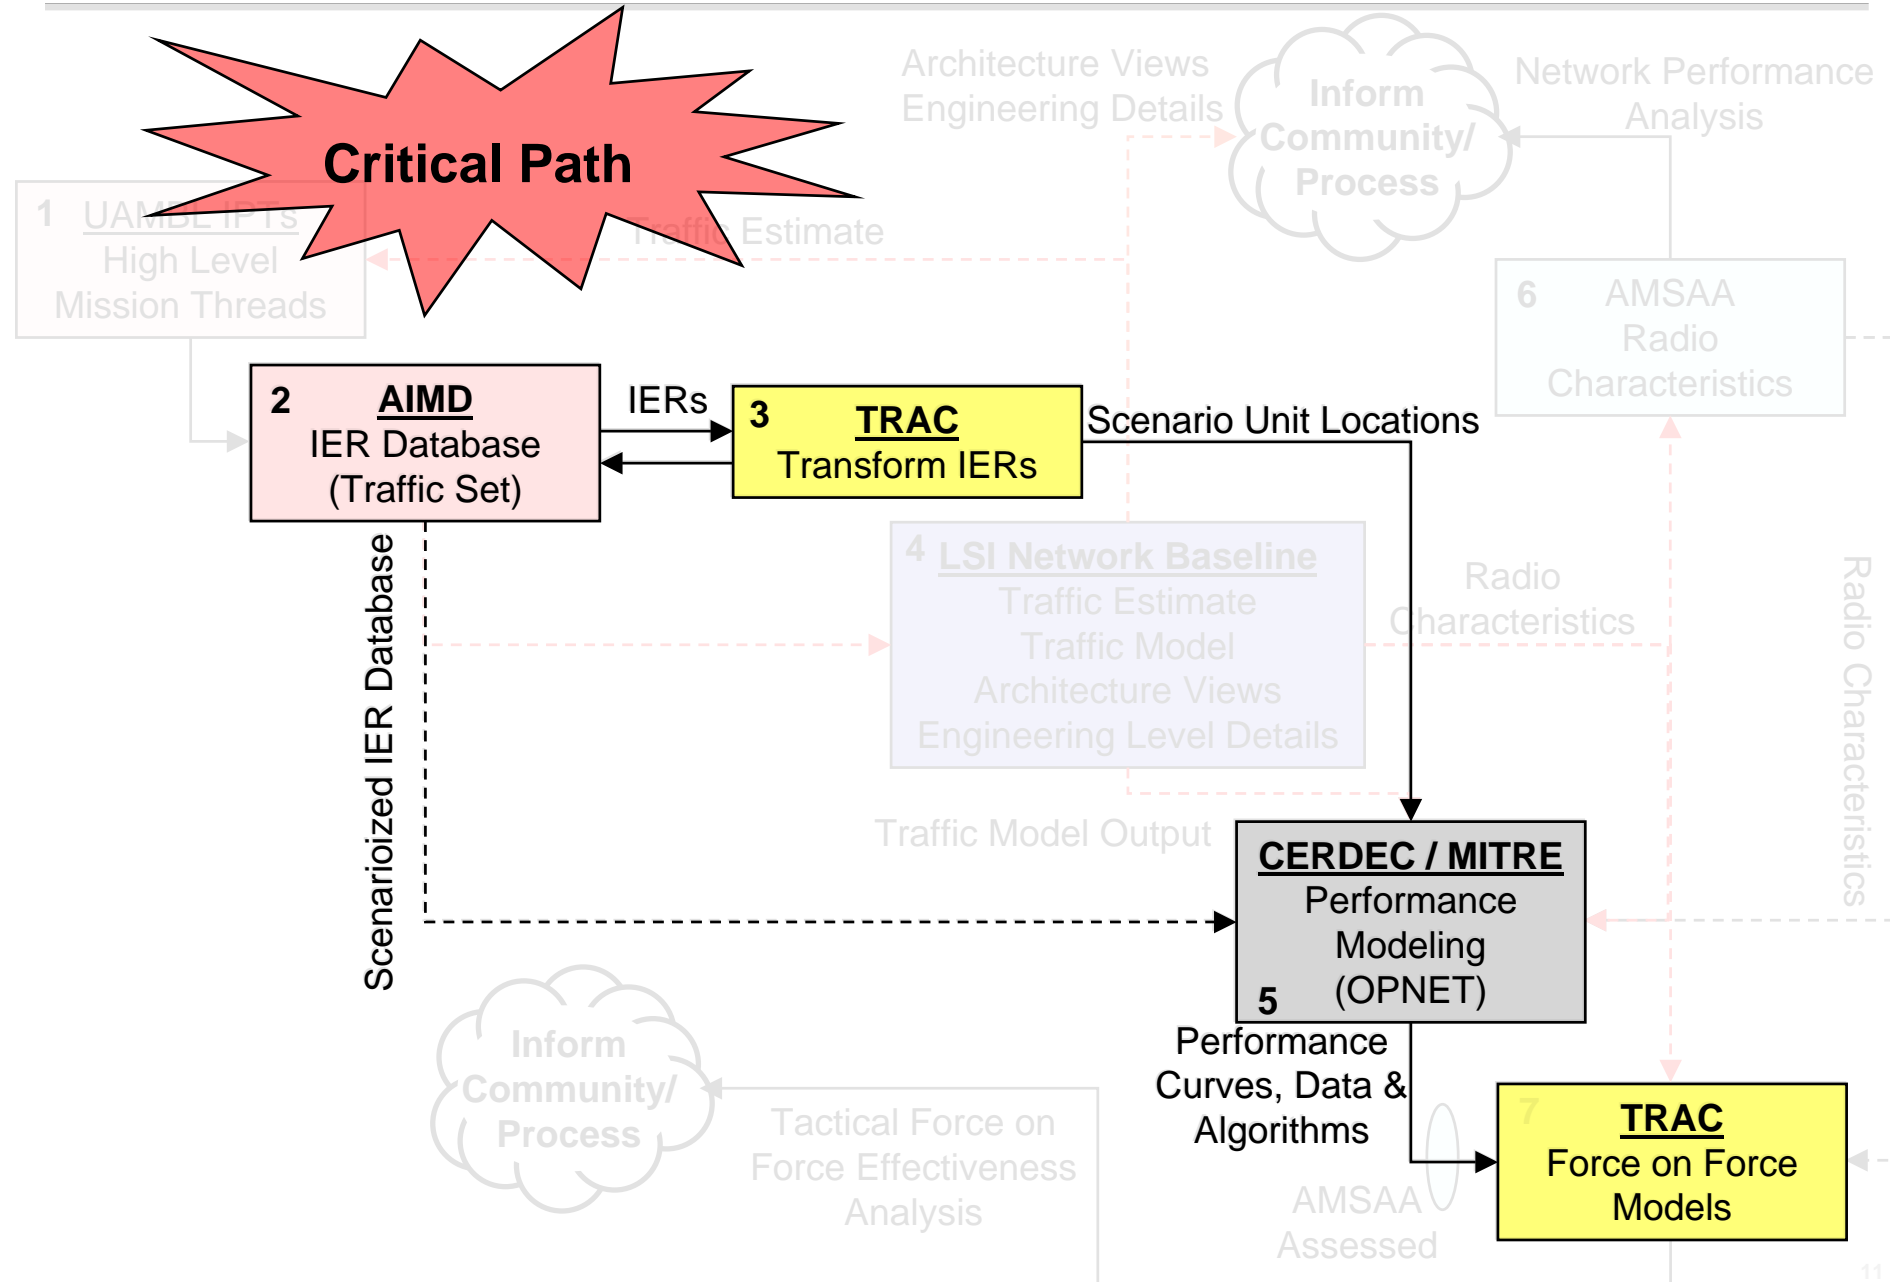 Critical Path
Architecture Views
Engineering Details
Inform
Community/
Process
Network Performance
Analysis
1 UAMBL IPTs
High Level
Mission Threads
Traffic Estimate
6 AMSAA
Radio
Characteristics
2 AIMD
IER Database
(Traffic Set)
IERs
3 TRAC
Transform IERs
Scenario Unit Locations
4 LSI Network Baseline
Traffic Estimate
Traffic Model
Architecture Views
Engineering Level Details
Radio
Characteristics
Radio Characteristics
Scenarioized IER Database
Traffic Model Output
CERDEC / MITRE
Performance
Modeling
(OPNET)
5
Performance
Curves, Data &
Algorithms
Inform
Community/
Process
Tactical Force on
Force Effectiveness
Analysis
AMSAA
Assessed
7 TRAC
Force on Force
Models
11